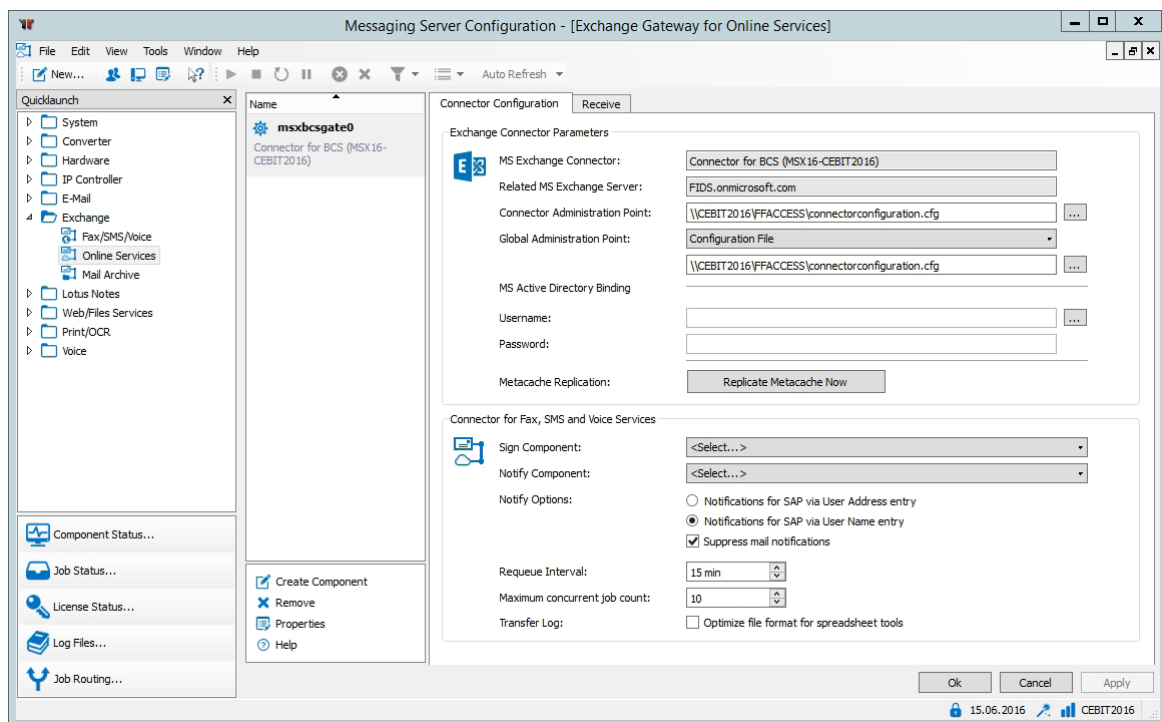 Messaging Server Configuration - [Exchange Gateway for Online Services]
File Edit View Tools Window Help
New... Auto Refresh
Quicklaunch
System
Converter
Hardware
IP Controller
E-Mail
Exchange
Fax/SMS/Voice
Online Services
Mail Archive
Lotus Notes
Web/Files Services
Print/OCR
Voice
Component Status...
Job Status...
License Status...
Log Files...
Job Routing...
Name
msxbcsgate0
Connector for BCS (MSX16-
CEBIT2016)
Create Component
Remove
Properties
Help
Connector Configuration Receive
Exchange Connector Parameters
MS Exchange Connector: Connector for BCS (MSX16-CEBIT2016)
Related MS Exchange Server: FIDS.onmicrosoft.com
Connector Administration Point: \\CEBIT2016\FFACCESS\connectorconfiguration.cfg ...
Global Administration Point: Configuration File
\\CEBIT2016\FFACCESS\connectorconfiguration.cfg ...
MS Active Directory Binding
Username: ...
Password:
Metacache Replication: Replicate Metacache Now
Connector for Fax, SMS and Voice Services
Sign Component: <Select...>
Notify Component: <Select...>
Notify Options: Notifications for SAP via User Address entry
Notifications for SAP via User Name entry
Suppress mail notifications
Requeue Interval: 15 min
Maximum concurrent job count: 10
Transfer Log: Optimize file format for spreadsheet tools
Ok Cancel Apply
15.06.2016 CEBIT2016